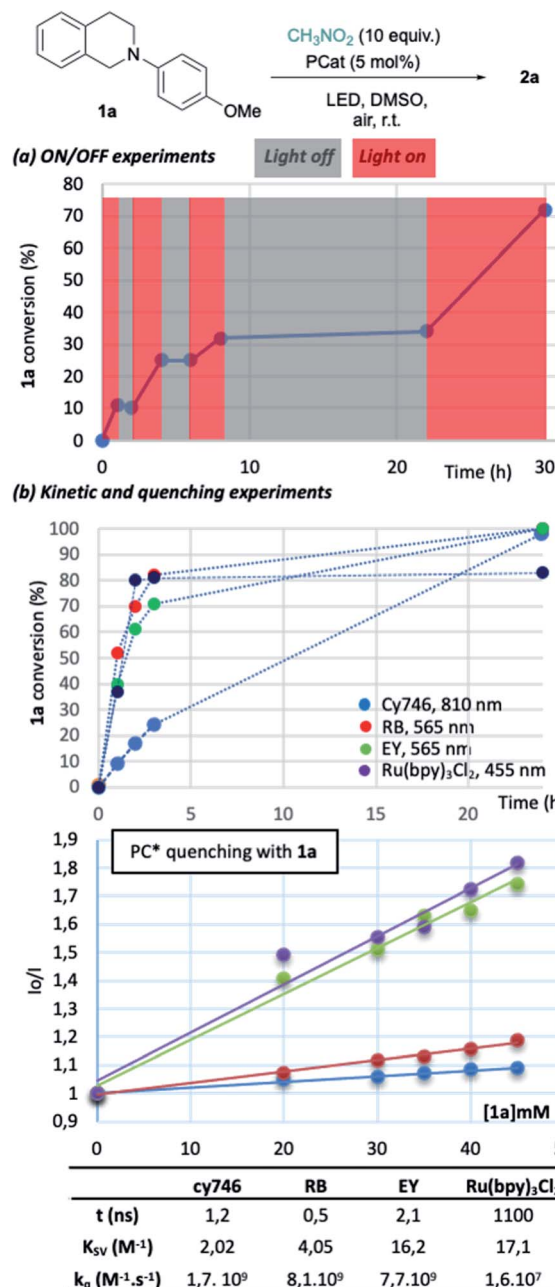 CH₃NO₂ (10 equiv.)
PCat (5 mol%)
2a
N
OMe
1a
LED, DMSO,
air, r.t.
(a) ON/OFF experiments
Light off
Light on
80
70
60
50
40
30
20
10
0
1a conversion (%)
0
10
20
30
Time (h)
(b) Kinetic and quenching experiments
100
90
80
70
60
50
40
30
20
10
0
1a conversion (%)
Cy746, 810 nm
RB, 565 nm
EY, 565 nm
Ru(bpy)₃Cl₂, 455 nm
0
5
10
15
20
Time (h
1,9
1,8
1,7
1,6
1,5
1,4
1,3
1,2
1,1
1
0,9
Io/I
PC* quenching with 1a
[1a]mM
0
10
20
30
40
cy746 RB EY Ru(bpy)₃Cl₂
t (ns) 1,2 0,5 2,1 1100
K_SV (M⁻¹) 2,02 4,05 16,2 17,1
k_q (M⁻¹.s⁻¹) 1,7. 10⁹ 8,1.10⁹ 7,7.10⁹ 1,6.10⁷